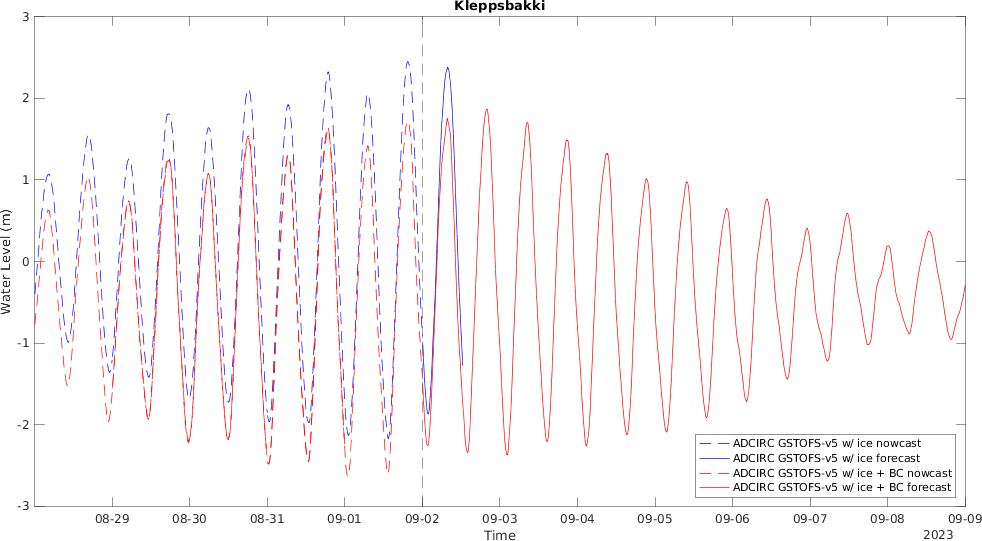 Kleppsbakki
3
2
1
0
-1
-2
-3
Water Level (m)
08-29
08-30
08-31
09-01
09-02
09-03
09-04
09-05
09-06
09-07
09-08
09-09
Time
2023
ADCIRC GSTOFS-v5 w/ ice nowcast
ADCIRC GSTOFS-v5 w/ ice forecast
ADCIRC GSTOFS-v5 w/ ice + BC nowcast
ADCIRC GSTOFS-v5 w/ ice + BC forecast